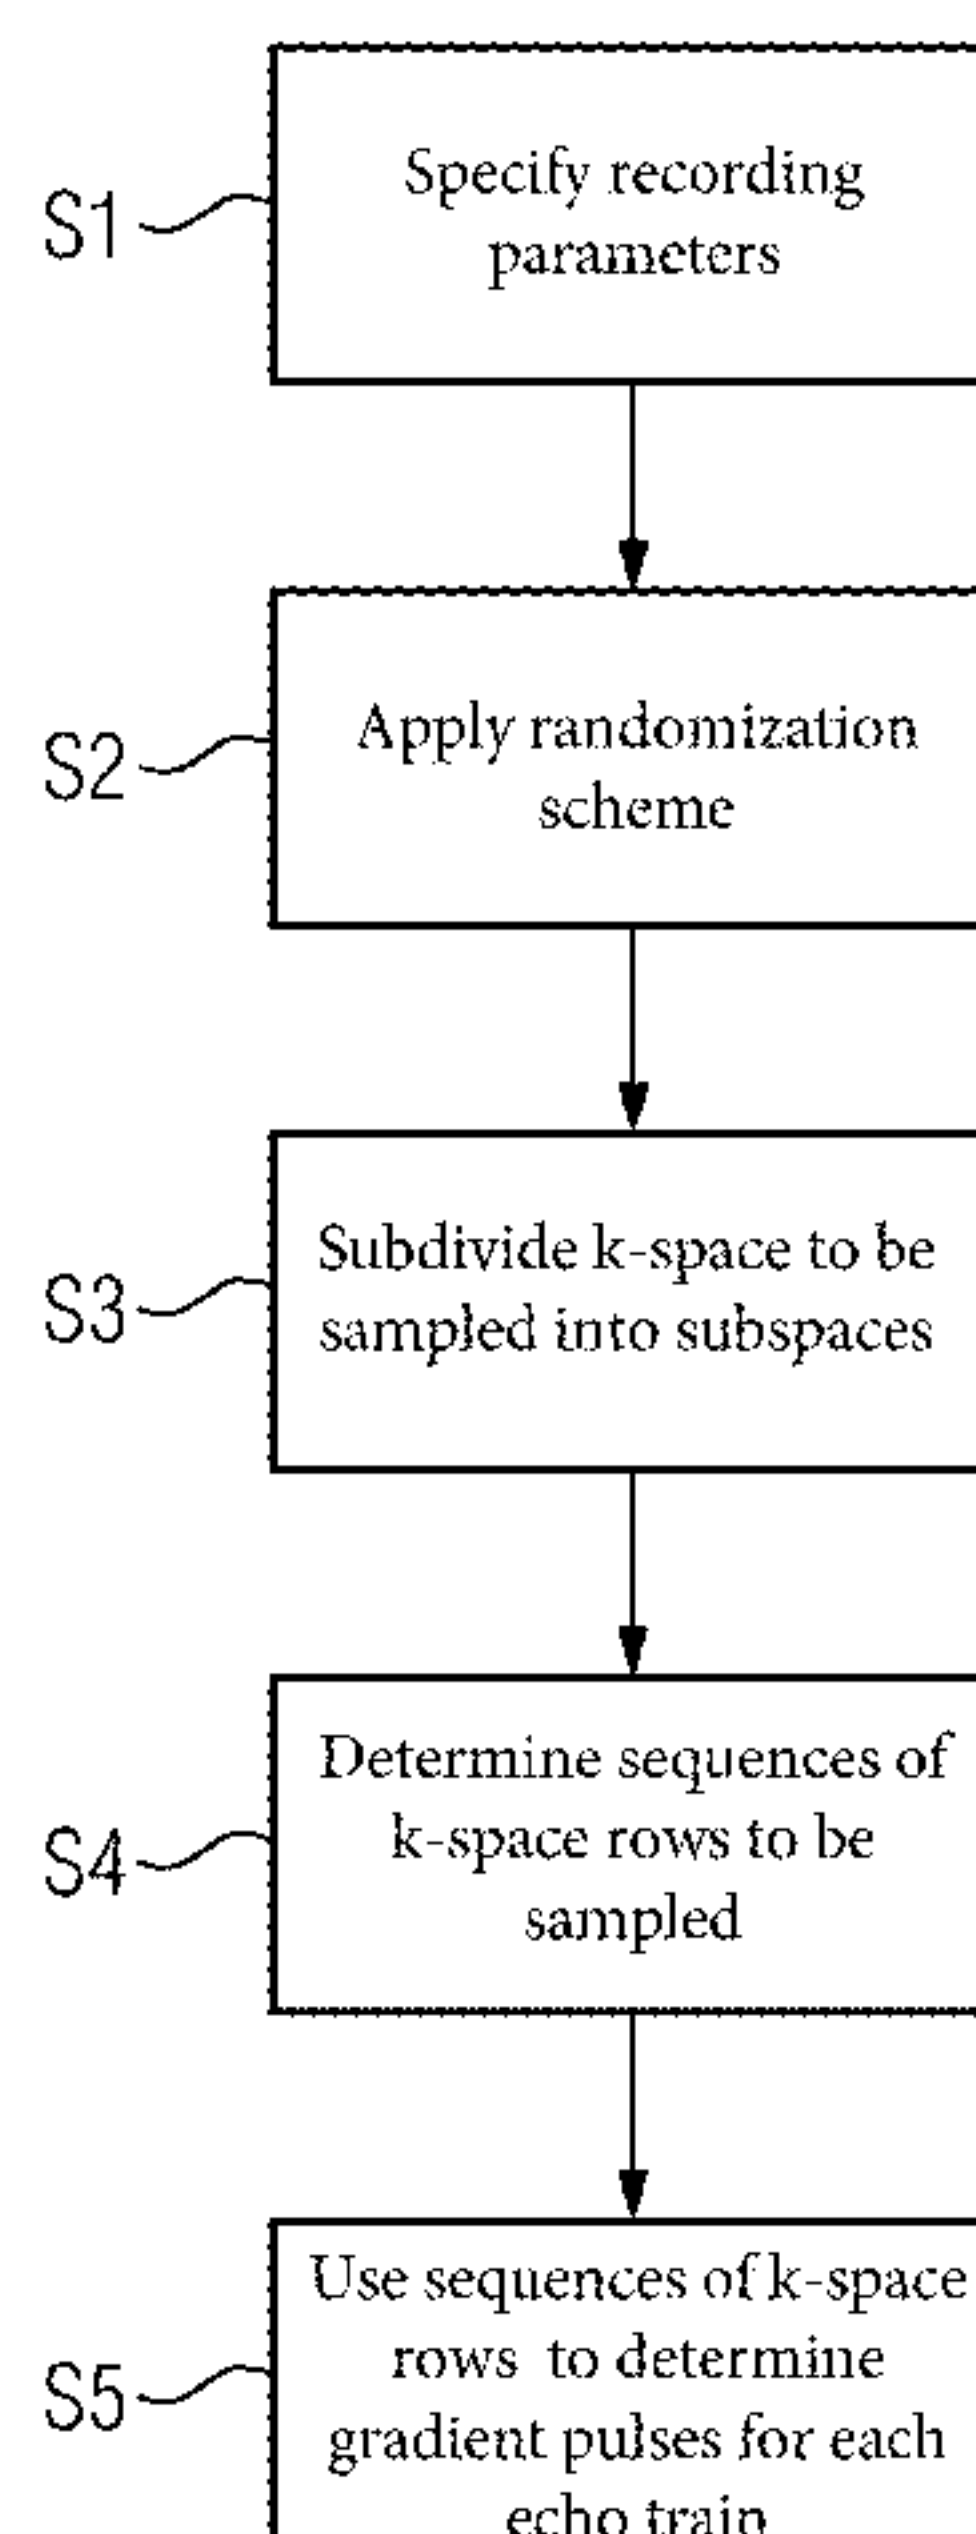 S1
Specify recording
parameters
S2
Apply randomization
scheme
S3
Subdivide k-space to be
sampled into subspaces
S4
Determine sequences of
k-space rows to be
sampled
S5
Use sequences of k-space
rows to determine
gradient pulses for each
echo train